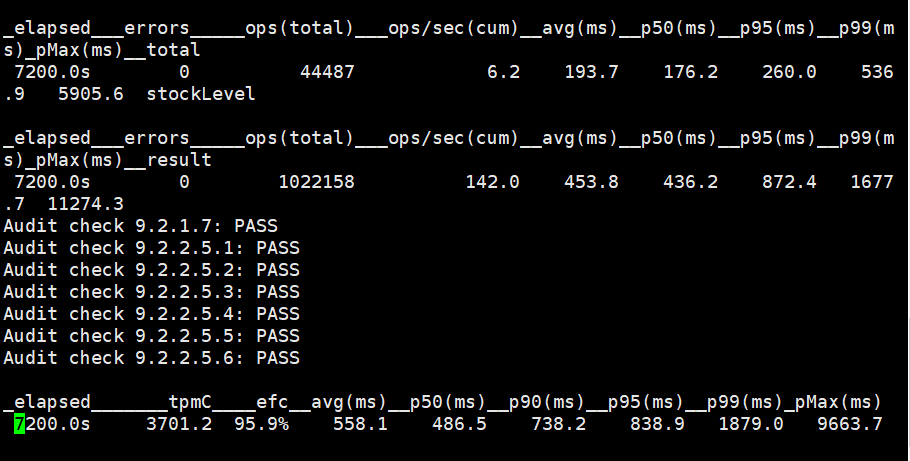 _elapsed___errors_____ops(total)___ops/sec(cum)__avg(ms)__p50(ms)__p95(ms)__p99(m
s)_pMax(ms)__total
 7200.0s        0          44487            6.2    193.7    176.2    260.0    536
.9   5905.6  stockLevel

_elapsed___errors_____ops(total)___ops/sec(cum)__avg(ms)__p50(ms)__p95(ms)__p99(m
s)_pMax(ms)__result
 7200.0s        0        1022158          142.0    453.8    436.2    872.4   1677
.7  11274.3
Audit check 9.2.1.7: PASS
Audit check 9.2.2.5.1: PASS
Audit check 9.2.2.5.2: PASS
Audit check 9.2.2.5.3: PASS
Audit check 9.2.2.5.4: PASS
Audit check 9.2.2.5.5: PASS
Audit check 9.2.2.5.6: PASS

_elapsed_______tpmC____efc__avg(ms)__p50(ms)__p90(ms)__p95(ms)__p99(ms)_pMax(ms)
 7200.0s     3701.2  95.9%    558.1    486.5    738.2    838.9   1879.0   9663.7